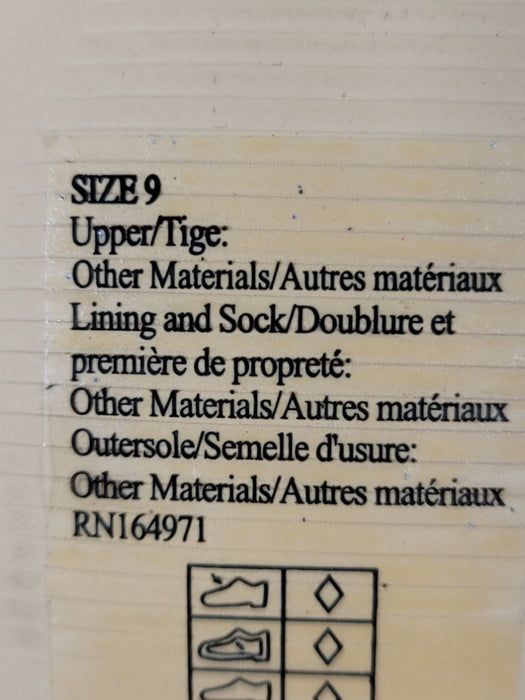 SIZE 9
Upper/Tige:
Other Materials/Autres matériaux
Lining and Sock/Doublure et
première de propreté:
Other Materials/Autres matériaux
Outersole/Semelle d'usure:
Other Materials/Autres matériaux
RN164971